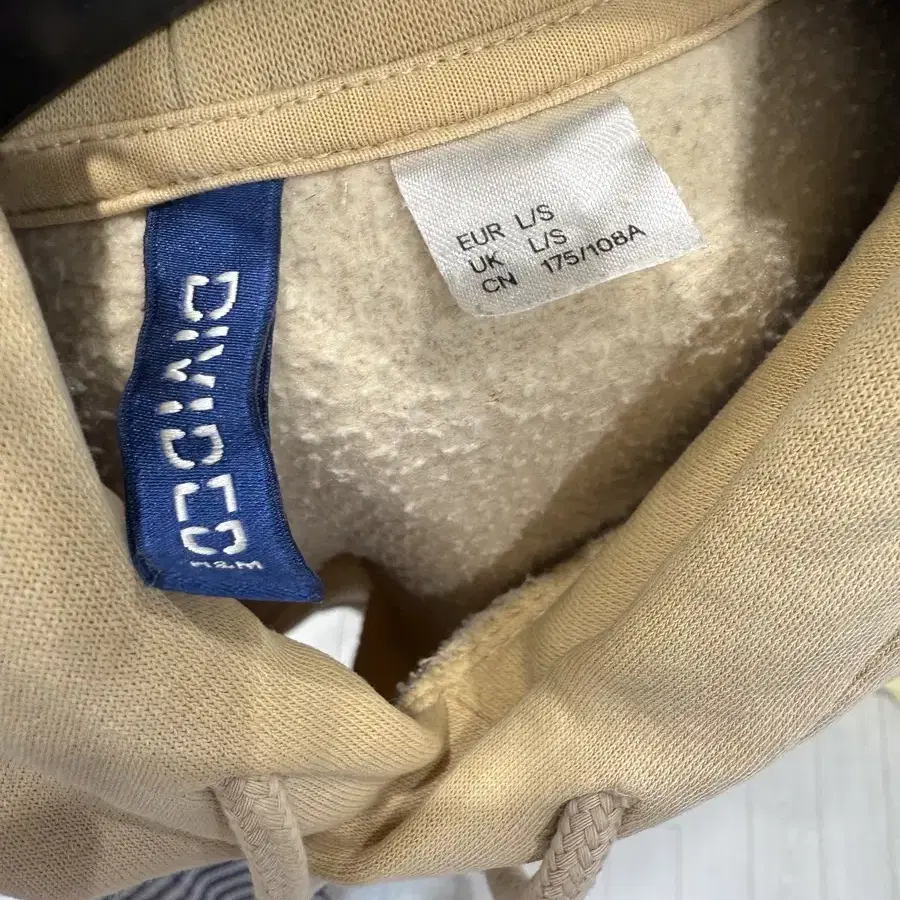 DIVIDED
H&M
EUR L/S
UK L/S
CN 175/108A